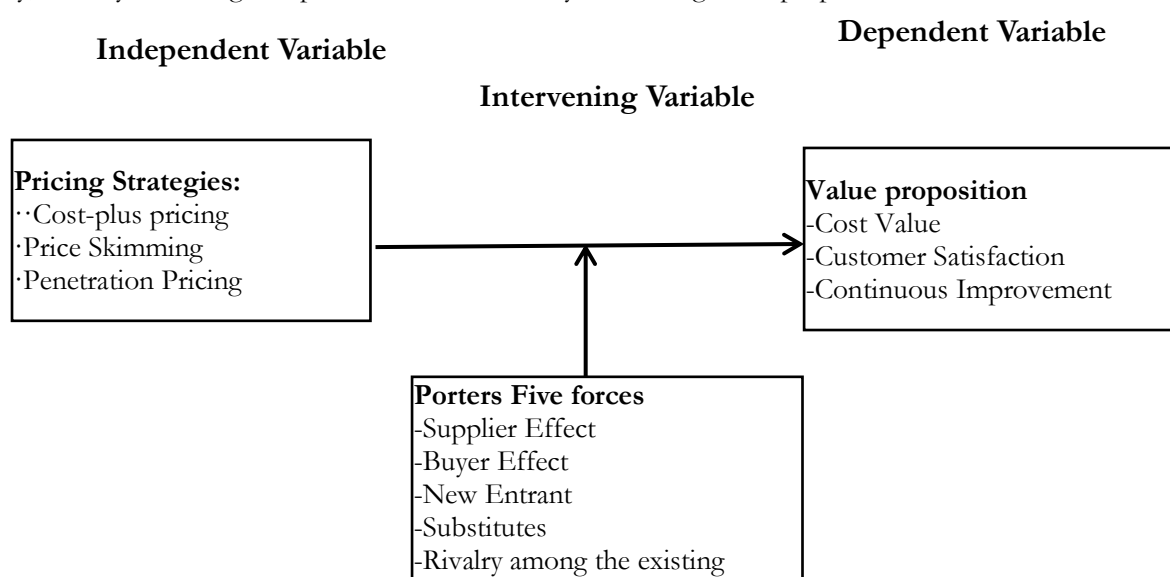 Dependent Variable
Independent Variable
Intervening Variable
Pricing Strategies:
··Cost-plus pricing
·Price Skimming
·Penetration Pricing
Value proposition
-Cost Value
-Customer Satisfaction
-Continuous Improvement
Porters Five forces
-Supplier Effect
-Buyer Effect
-New Entrant
-Substitutes
-Rivalry among the existing